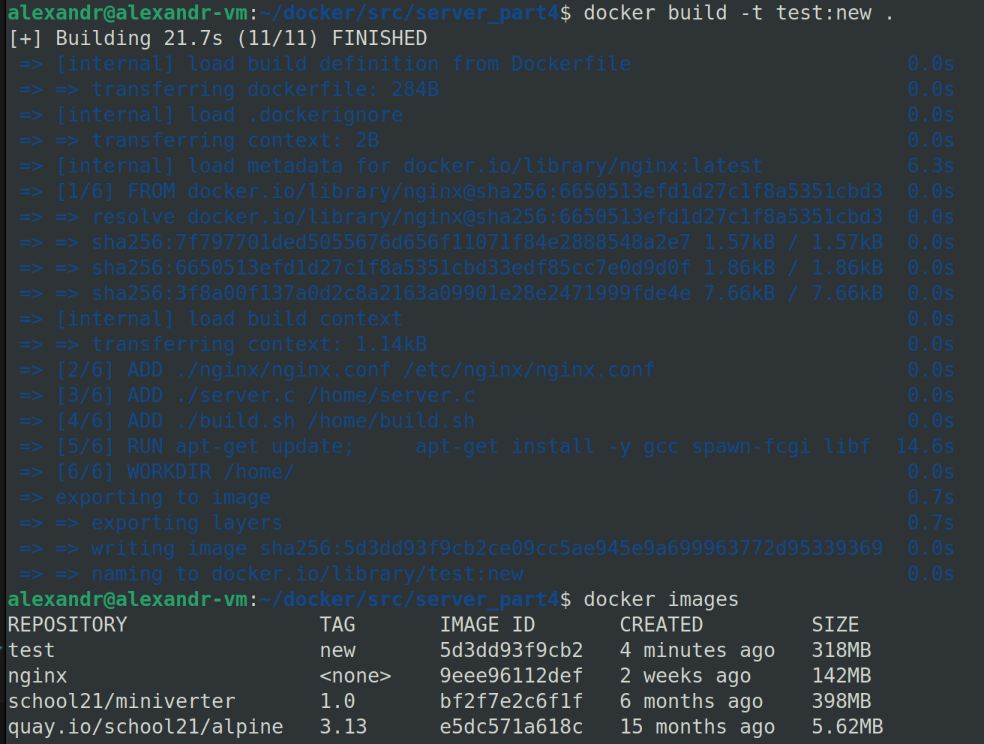 alexandr@alexandr-vm:~/docker/src/server_part4$ docker build -t test:new .
[+] Building 21.7s (11/11) FINISHED
=> [internal] load build definition from Dockerfile 0.0s
=> => transferring dockerfile: 284B 0.0s
=> [internal] load .dockerignore 0.0s
=> => transferring context: 2B 0.0s
=> [internal] load metadata for docker.io/library/nginx:latest 6.3s
=> [1/6] FROM docker.io/library/nginx@sha256:6650513efd1d27c1f8a5351cbd3 0.0s
=> => resolve docker.io/library/nginx@sha256:6650513efd1d27c1f8a5351cbd3 0.0s
=> => sha256:7f797701ded5055676d656f11071f84e2888548a2e7 1.57kB / 1.57kB 0.0s
=> => sha256:6650513efd1d27c1f8a5351cbd33edf85cc7e0d9d0f 1.86kB / 1.86kB 0.0s
=> => sha256:3f8a00f137a0d2c8a2163a09901e28e2471999fde4e 7.66kB / 7.66kB 0.0s
=> [internal] load build context 0.0s
=> => transferring context: 1.14kB 0.0s
=> [2/6] ADD ./nginx/nginx.conf /etc/nginx/nginx.conf 0.0s
=> [3/6] ADD ./server.c /home/server.c 0.0s
=> [4/6] ADD ./build.sh /home/build.sh 0.0s
=> [5/6] RUN apt-get update;     apt-get install -y gcc spawn-fcgi libf 14.6s
=> [6/6] WORKDIR /home/ 0.0s
=> exporting to image 0.7s
=> => exporting layers 0.7s
=> => writing image sha256:5d3dd93f9cb2ce09cc5ae945e9a699963772d95339369 0.0s
=> => naming to docker.io/library/test:new 0.0s
alexandr@alexandr-vm:~/docker/src/server_part4$ docker images
REPOSITORY TAG IMAGE ID CREATED SIZE
test new 5d3dd93f9cb2 4 minutes ago 318MB
nginx <none> 9eee96112def 2 weeks ago 142MB
school21/miniverter 1.0 bf2f7e2c6f1f 6 months ago 398MB
quay.io/school21/alpine 3.13 e5dc571a618c 15 months ago 5.62MB